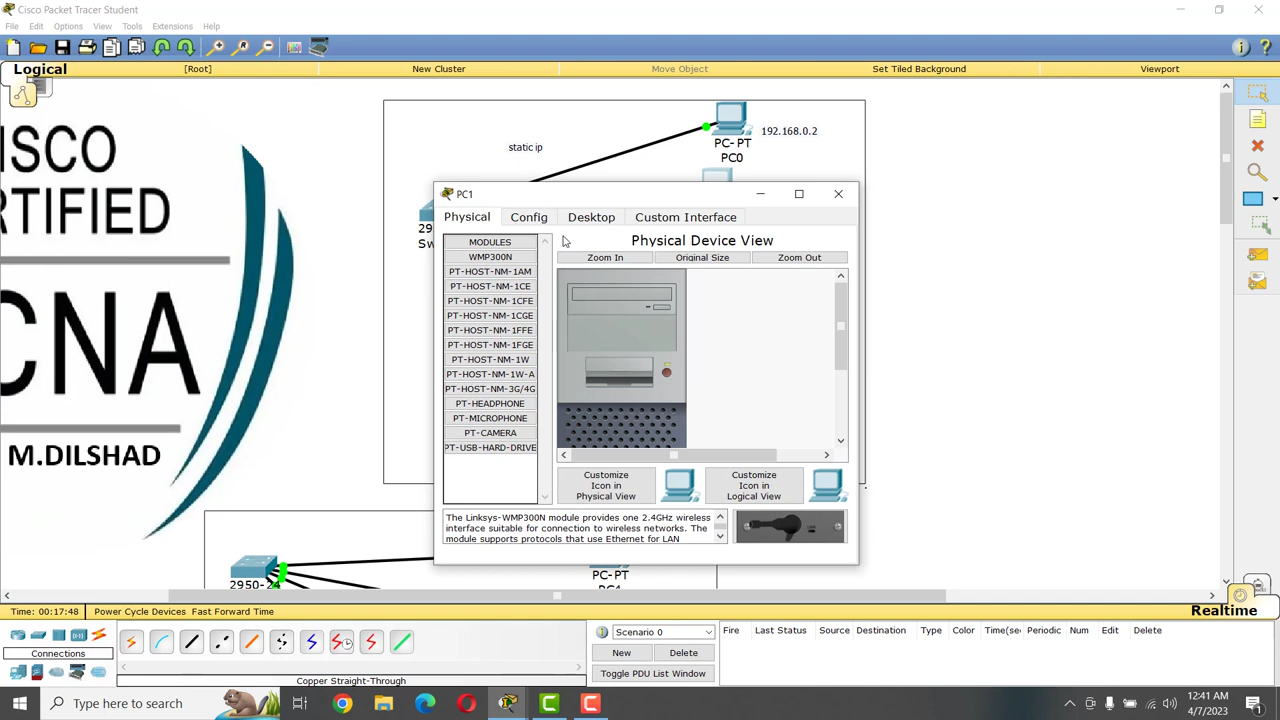 Cisco Packet Tracer Student
File Edit Options View Tools Extensions Help
Logical [Root] New Cluster Move Object Set Tiled Background Viewport
ISCO
RTIFIED
CNA
M.DILSHAD
static ip
192.168.0.2
PC-PT
PC0
29
Sw
PC1
Physical Config Desktop Custom Interface
MODULES
WMP300N
PT-HOST-NM-1AM
PT-HOST-NM-1CE
PT-HOST-NM-1CFE
PT-HOST-NM-1CGE
PT-HOST-NM-1FFE
PT-HOST-NM-1FGE
PT-HOST-NM-1W
PT-HOST-NM-1W-A
PT-HOST-NM-3G/4G
PT-HEADPHONE
PT-MICROPHONE
PT-CAMERA
PT-USB-HARD-DRIVE
Physical Device View
Zoom In Original Size Zoom Out
Customize
Icon in
Physical View
Customize
Icon in
Logical View
The Linksys-WMP300N module provides one 2.4GHz wireless
interface suitable for connection to wireless networks. The
module supports protocols that use Ethernet for LAN
2950-24
PC-PT
Time: 00:17:48 Power Cycle Devices Fast Forward Time
Realtime
Connections
Copper Straight-Through
Scenario 0
New Delete
Toggle PDU List Window
Fire Last Status Source Destination Type Color Time(se Periodic Num Edit Delete
Type here to search
12:41 AM
4/7/2023
1